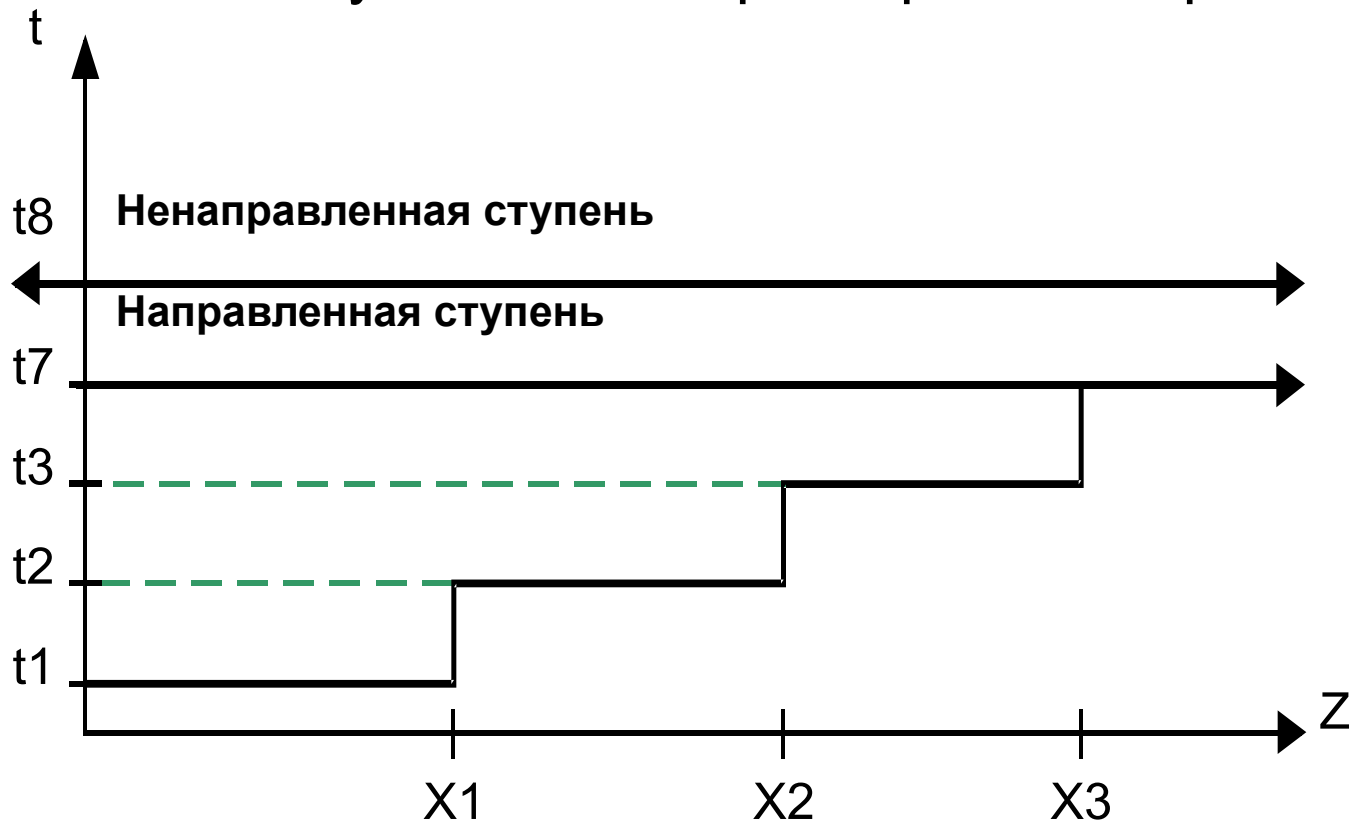 t
t8
Ненаправленная ступень
Направленная ступень
t7
t3
t2
t1
Z
X1 X2 X3